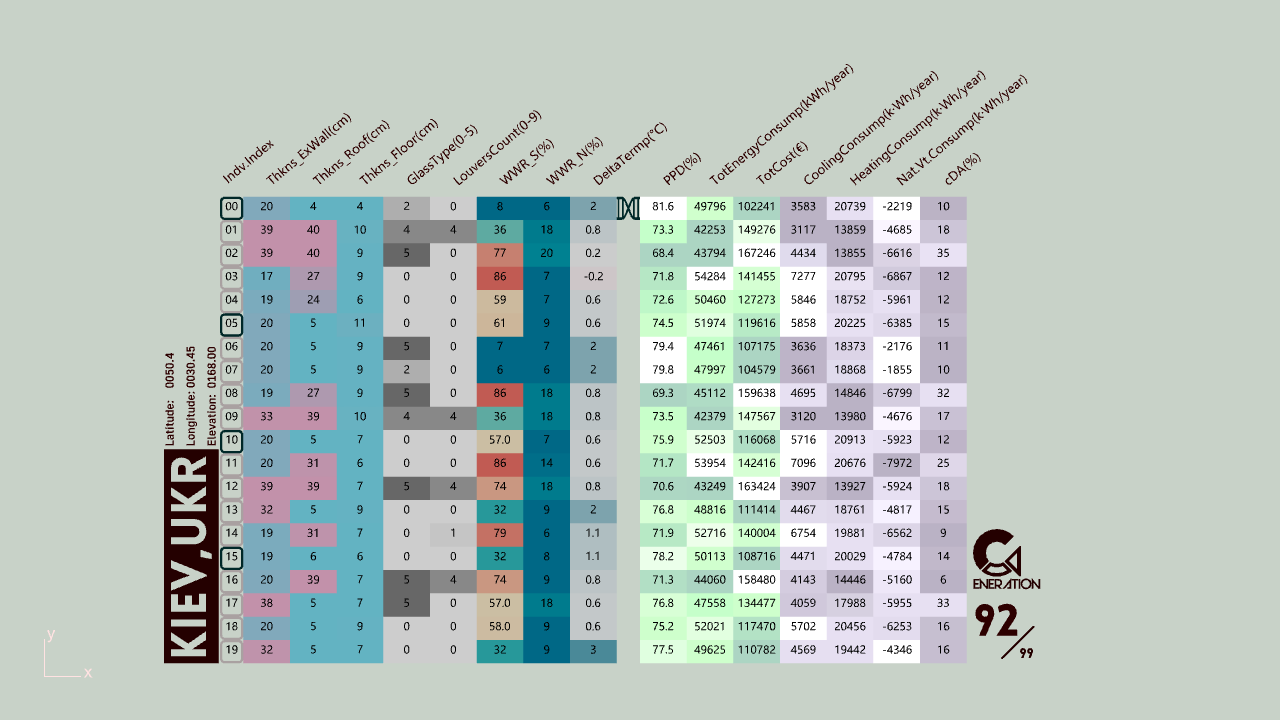 Indv.Index Thkns_ExWall(cm) Thkns_Roof(cm) Thkns_Floor(cm) GlassType(0-5) LouversCount(0-9) WWR_S(%) WWR_N(%) DeltaTermp(°C) PPD(%) TotEnergyConsump(kWh/year) TotCost(€) CoolingConsump(k·Wh/year) HeatingConsump(k·Wh/year) Nat.Vt.Consump(k·Wh/year) cDA(%)
00 20 4 4 2 0 8 6 2 81.6 49796 102241 3583 20739 -2219 10
01 39 40 10 4 4 36 18 0.8 73.3 42253 149276 3117 13859 -4685 18
02 39 40 9 5 0 77 20 0.2 68.4 43794 167246 4434 13855 -6616 35
03 17 27 9 0 0 86 7 -0.2 71.8 54284 141455 7277 20795 -6867 12
04 19 24 6 0 0 59 7 0.6 72.6 50460 127273 5846 18752 -5961 12
05 20 5 11 0 0 61 9 0.6 74.5 51974 119616 5858 20225 -6385 15
06 20 5 9 5 0 7 7 2 79.4 47461 107175 3636 18373 -2176 11
07 20 5 9 2 0 6 6 2 79.8 47997 104579 3661 18868 -1855 10
08 19 27 9 5 0 86 18 0.8 69.3 45112 159638 4695 14846 -6799 32
09 33 39 10 4 4 36 18 0.8 73.5 42379 147567 3120 13980 -4676 17
10 20 5 7 0 0 57.0 7 0.6 75.9 52503 116068 5716 20913 -5923 12
11 20 31 6 0 0 86 14 0.6 71.7 53954 142416 7096 20676 -7972 25
12 39 39 7 5 4 74 18 0.8 70.6 43249 163424 3907 13927 -5924 18
13 32 5 9 0 0 32 9 2 76.8 48816 111414 4467 18761 -4817 15
14 19 31 7 0 1 79 6 1.1 71.9 52716 140004 6754 19881 -6562 9
15 19 6 6 0 0 32 8 1.1 78.2 50113 108716 4471 20029 -4784 14
16 20 39 7 5 4 74 9 0.8 71.3 44060 158480 4143 14446 -5160 6
17 38 5 7 5 0 57.0 18 0.6 76.8 47558 134477 4059 17988 -5955 33
18 20 5 9 0 0 58.0 9 0.6 75.2 52021 117470 5702 20456 -6253 16
19 32 5 7 0 0 32 9 3 77.5 49625 110782 4569 19442 -4346 16
KIEV,UKR
Latitude: 0050.4
Longitude: 0030.45
Elevation: 0168.00
GENERATION
92/99
y
x